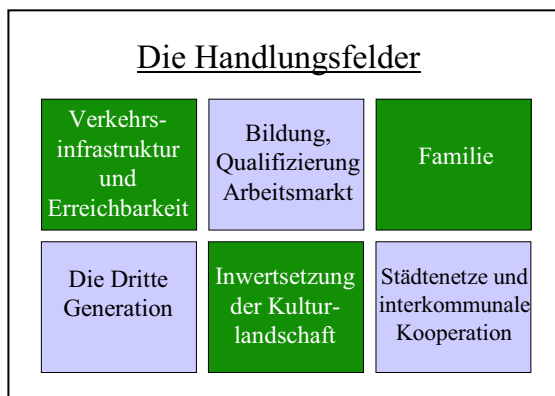 Die Handlungsfelder
Verkehrs-
infrastruktur
und
Erreichbarkeit
Bildung,
Qualifizierung
Arbeitsmarkt
Familie
Die Dritte
Generation
Inwertsetzung
der Kultur-
landschaft
Städtenetze und
interkommunale
Kooperation